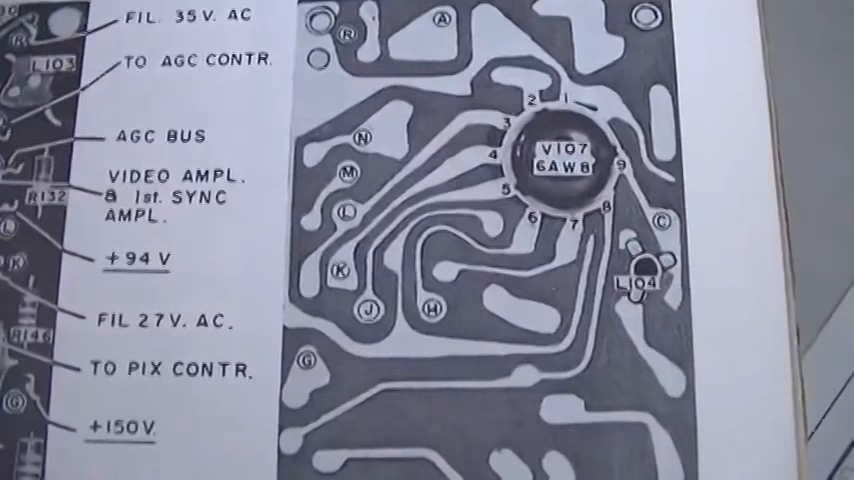 FIL. 35 V. AC
R
L103
TO AGC CONTR.
AGC BUS
VIDEO AMPL.
& 1st. SYNC
AMPL.
R132
L
+94 V
K
FIL 27 V. AC.
R146
TO PIX CONTR.
G
+150V
R
A
N
M
L
K
J
H
G
C
1
2
3
4
5
6
7
8
9
V107
6AW8
L104